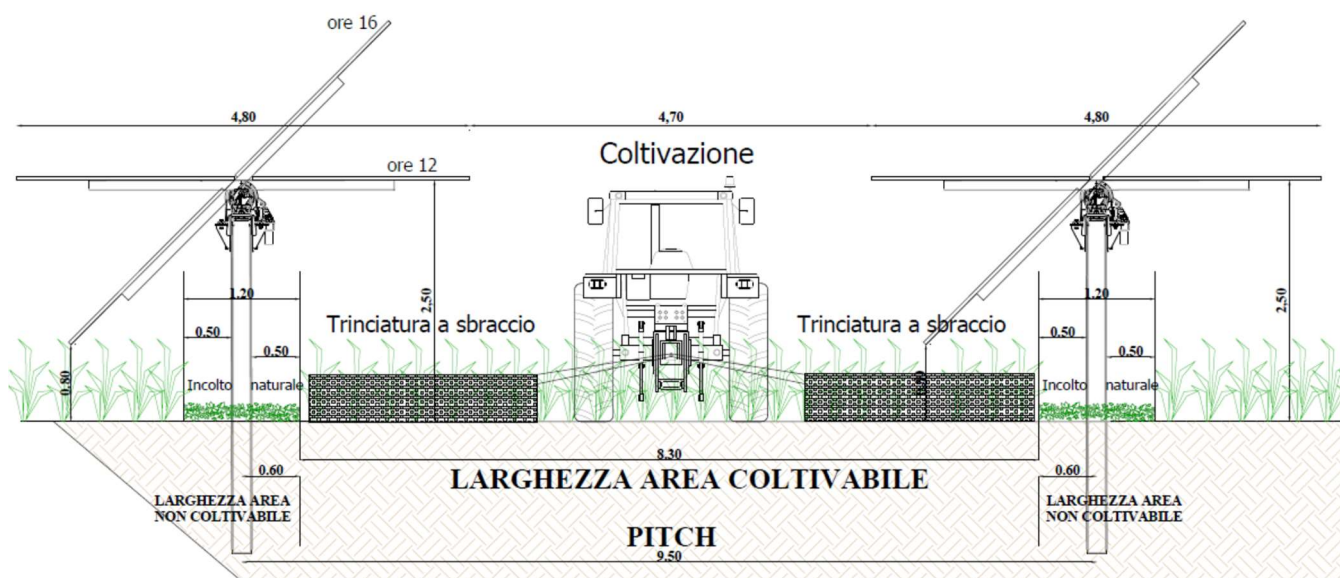 ore 16
4,80
4,70
4,80
Coltivazione
ore 12
1.20
2,50
1.20
2,50
Trinciatura a sbraccio
Trinciatura a sbraccio
0.50
0.50
0.50
0.50
0,80
Incolto naturale
0,80
Incolto naturale
8.30
0.60
LARGHEZZA AREA COLTIVABILE
0.60
LARGHEZZA AREA
NON COLTIVABILE
LARGHEZZA AREA
NON COLTIVABILE
PITCH
9.50